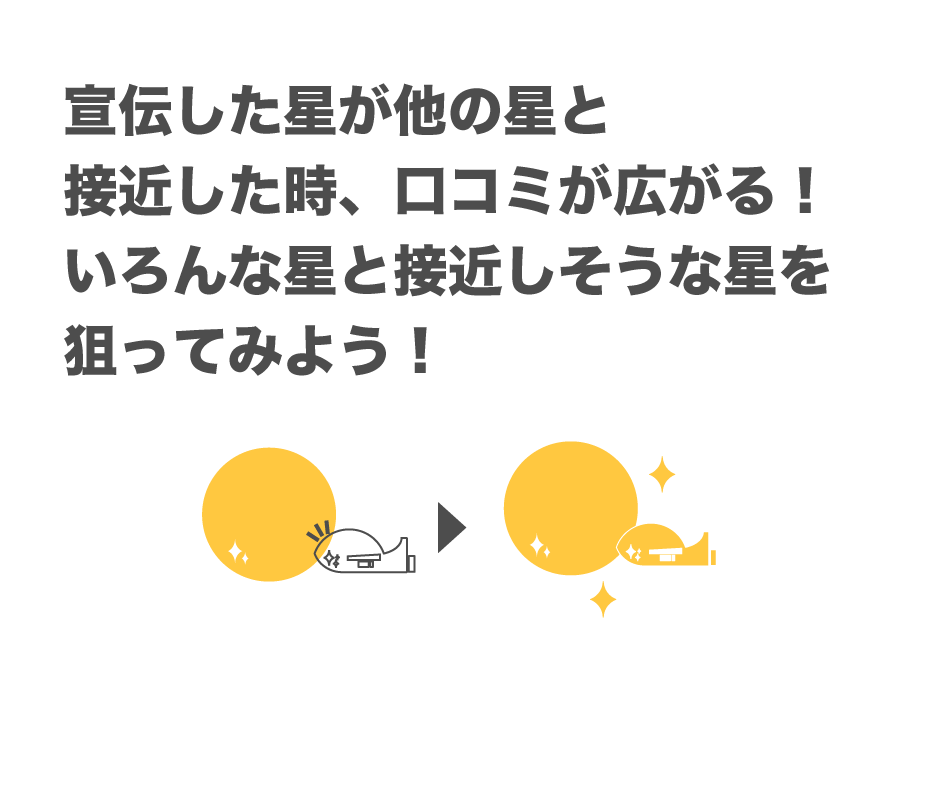 宣伝した星が他の星と
接近した時、口コミが広がる！
いろんな星と接近しそうな星を
狙ってみよう！